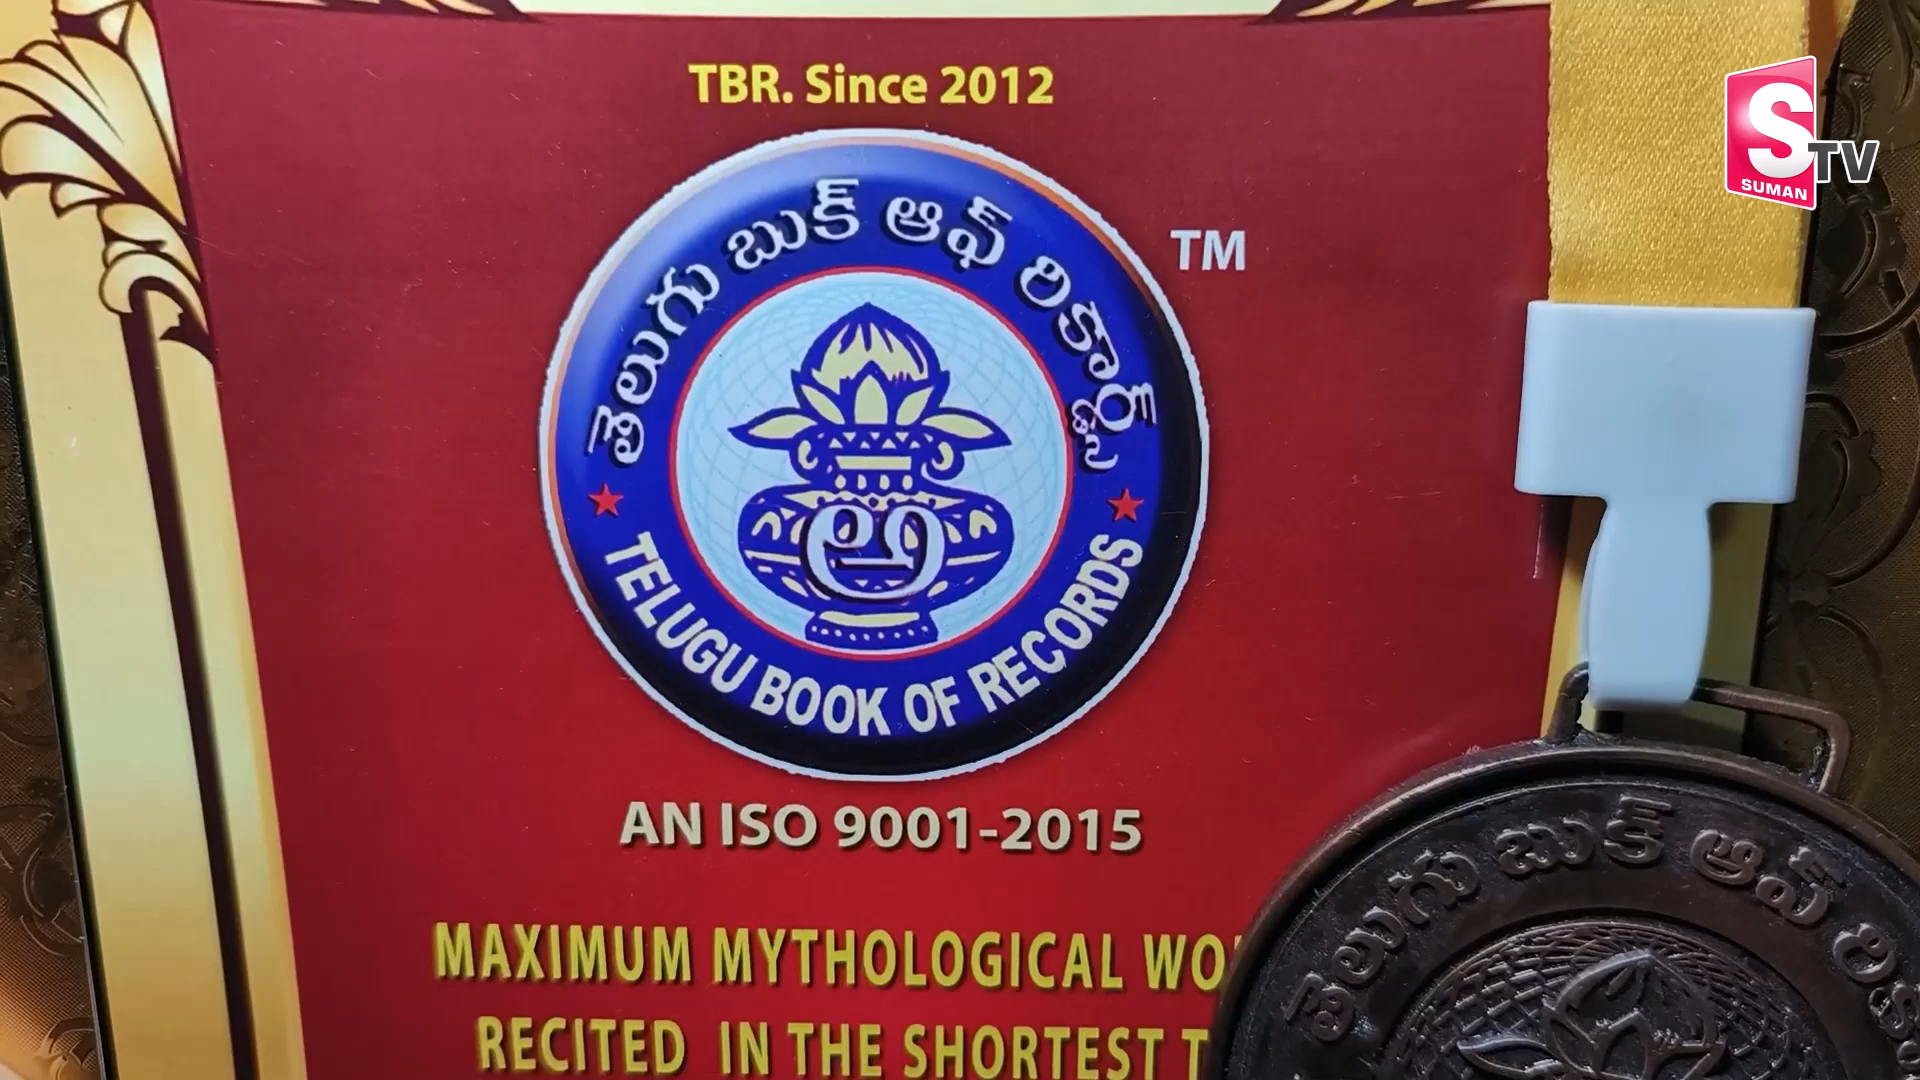 TBR. Since 2012
S TV
SUMAN
తెలుగు బుక్ ఆఫ్ రికార్డ్స్
TM
అ
TELUGU BOOK OF RECORDS
AN ISO 9001-2015
MAXIMUM MYTHOLOGICAL
RECITED IN THE SHORTEST
తెలుగు బుక్ ఆఫ్